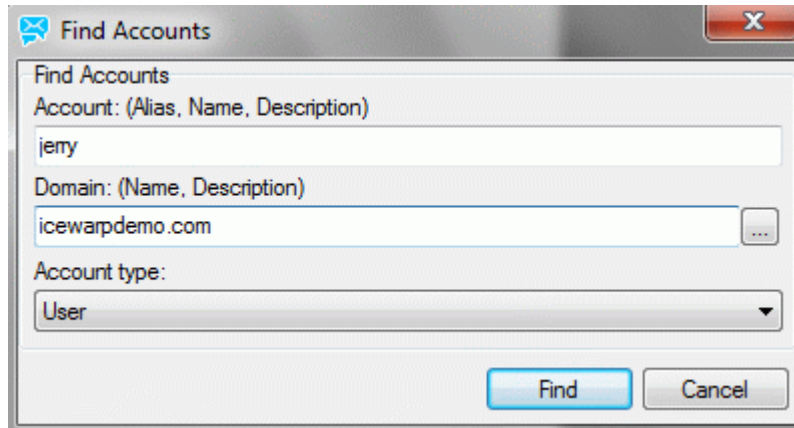 Find Accounts
Find Accounts
Account: (Alias, Name, Description)
jerry
Domain: (Name, Description)
icewarpdemo.com
...
Account type:
User
Find Cancel